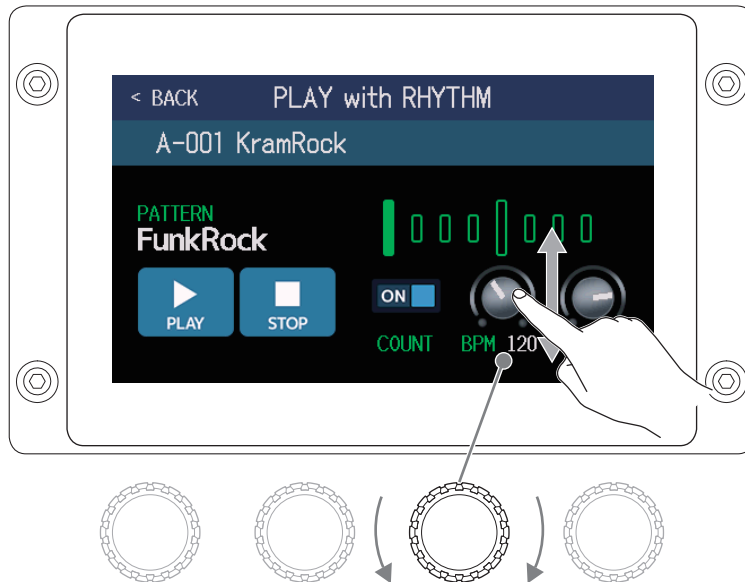 < BACK PLAY with RHYTHM
A-001 KramRock
PATTERN
FunkRock
PLAY STOP ON
COUNT BPM 120